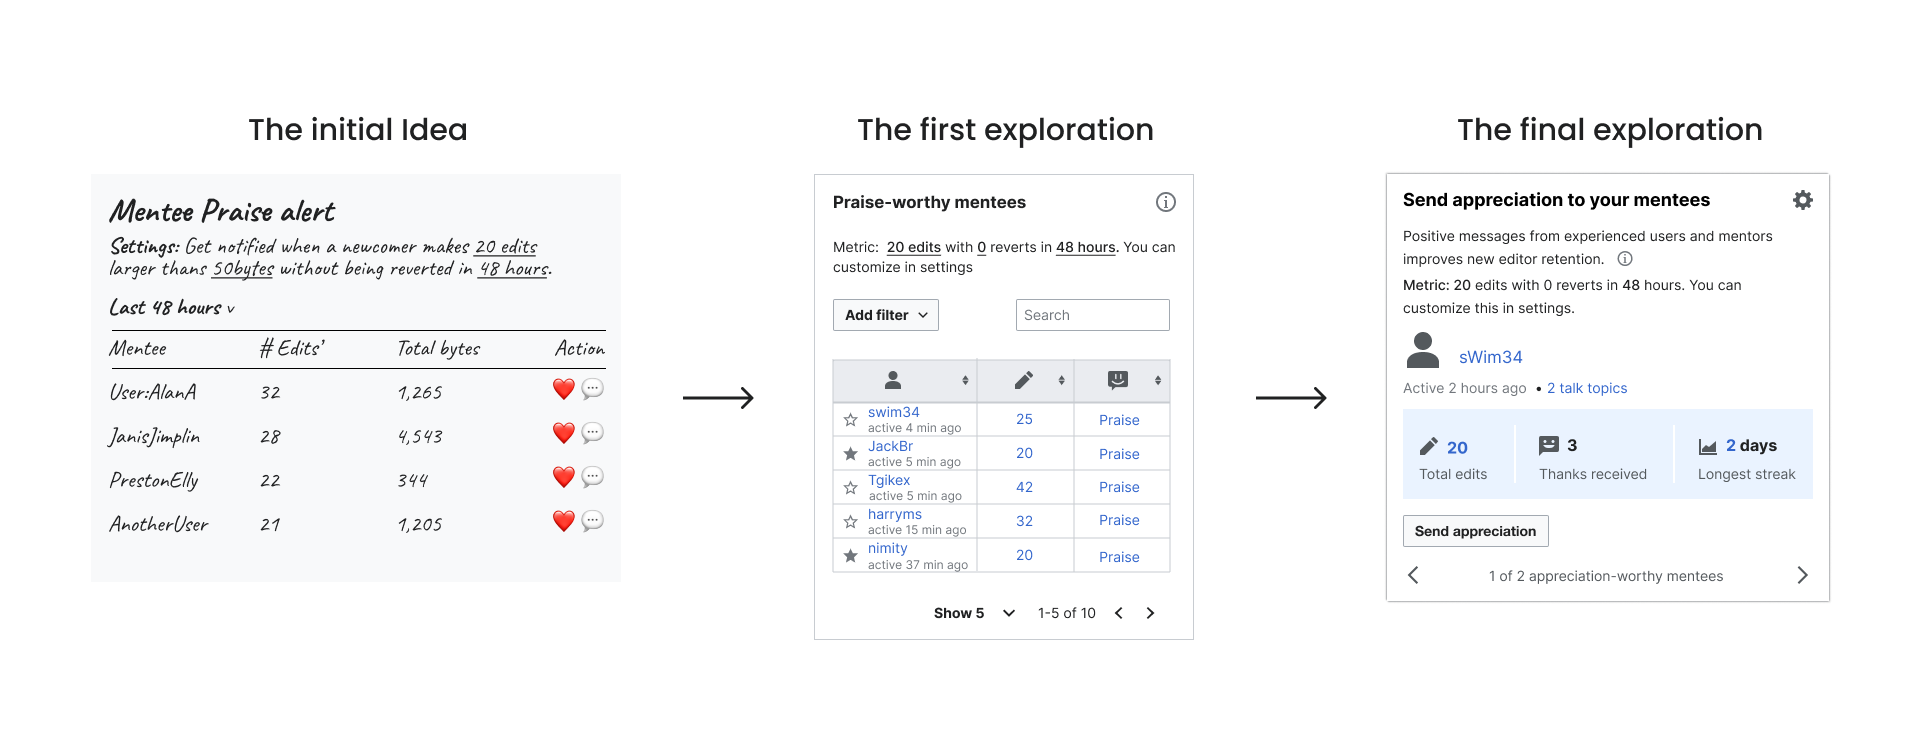 The initial Idea
Mentee Praise alert
Settings: Get notified when a newcomer makes 20 edits
larger thans 50bytes without being reverted in 48 hours.
Last 48 hours v
Mentee # Edits' Total bytes Action
User:AlanA 32 1,265
JanisJimplin 28 4,543
PrestonElly 22 344
AnotherUser 21 1,205
The first exploration
Praise-worthy mentees
Metric: 20 edits with 0 reverts in 48 hours. You can
customize in settings
Add filter Search
swim34 25 Praise
active 4 min ago
JackBr 20 Praise
active 5 min ago
Tgikex 42 Praise
active 5 min ago
harryms 32 Praise
active 15 min ago
nimity 20 Praise
active 37 min ago
Show 5 1-5 of 10
The final exploration
Send appreciation to your mentees
Positive messages from experienced users and mentors
improves new editor retention.
Metric: 20 edits with 0 reverts in 48 hours. You can
customize this in settings.
sWim34
Active 2 hours ago • 2 talk topics
20 3 2 days
Total edits Thanks received Longest streak
Send appreciation
1 of 2 appreciation-worthy mentees